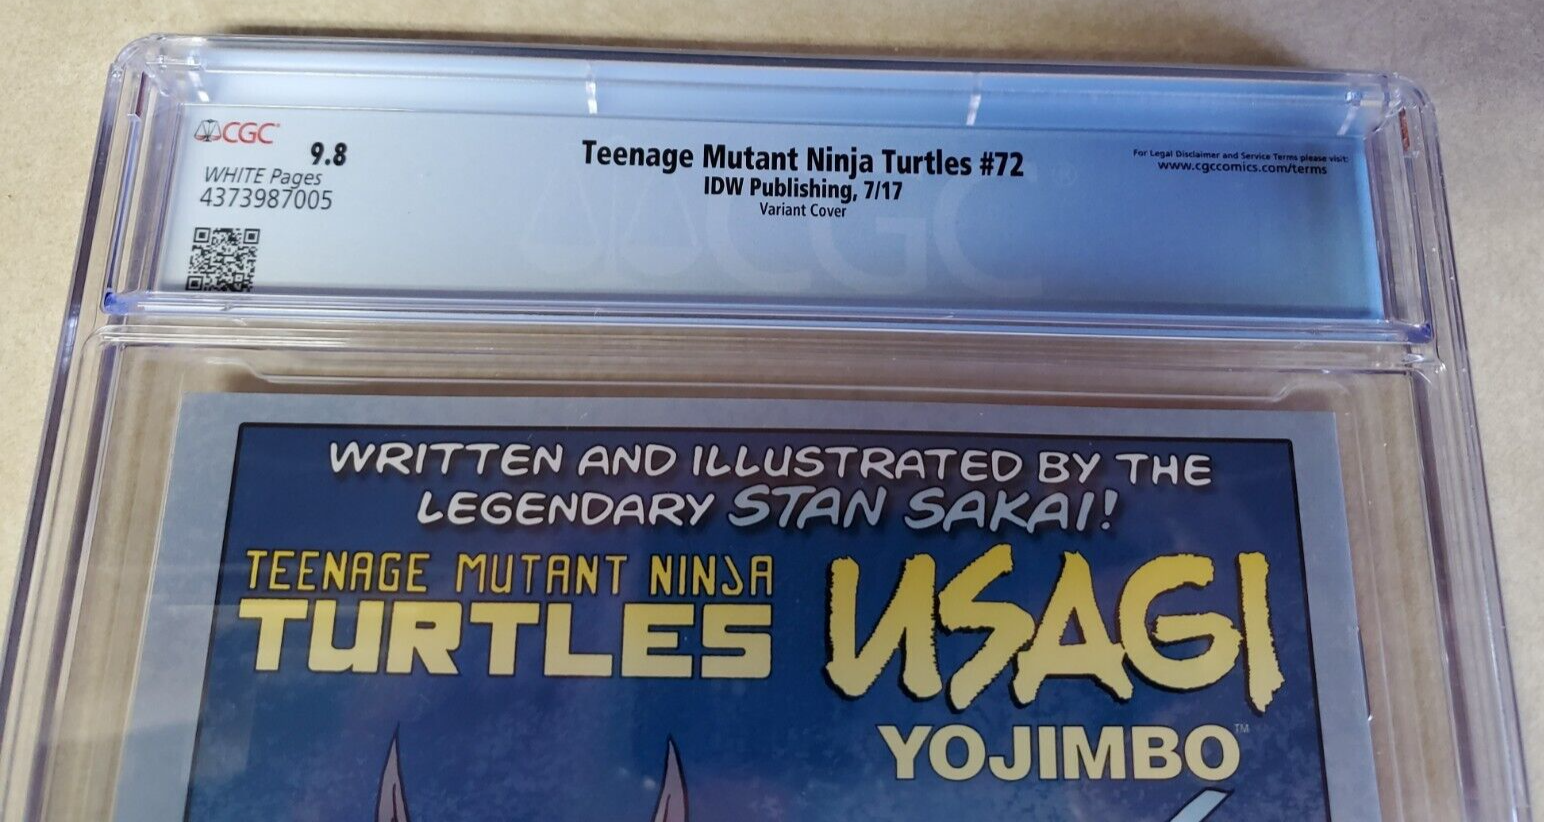 CGC
9.8
WHITE Pages
4373987005
Teenage Mutant Ninja Turtles #72
IDW Publishing, 7/17
Variant Cover
For Legal Disclaimer and Service Terms please visit:
www.cgccomics.com/terms
CGC®
WRITTEN AND ILLUSTRATED BY THE
LEGENDARY STAN SAKAI!
TEENAGE MUTANT NINJA
TURTLES
USAGI
YOJIMBO™